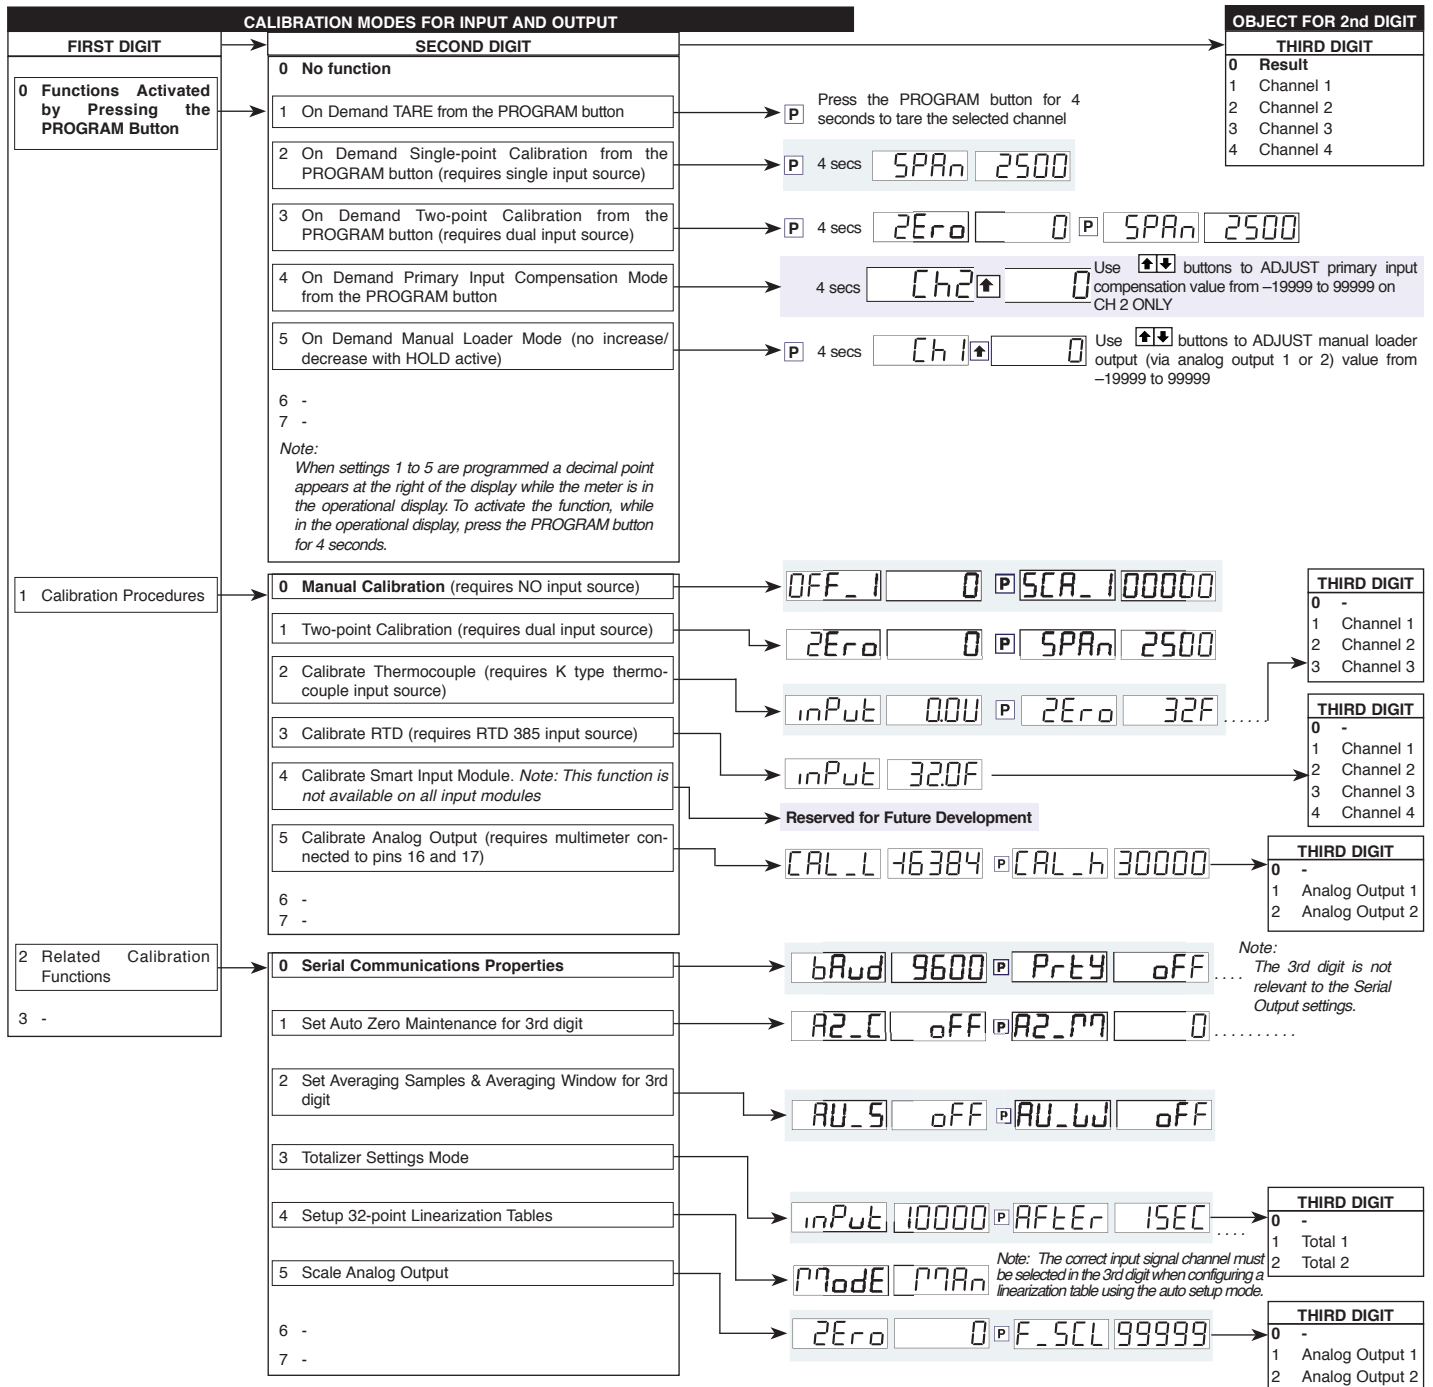 CALIBRATION MODES FOR INPUT AND OUTPUT
OBJECT FOR 2nd DIGIT
FIRST DIGIT
SECOND DIGIT
THIRD DIGIT
0 Result
1 Channel 1
2 Channel 2
3 Channel 3
4 Channel 4
0 Functions Activated
by Pressing the
PROGRAM Button
0 No function
1 On Demand TARE from the PROGRAM button
P Press the PROGRAM button for 4
seconds to tare the selected channel
2 On Demand Single-point Calibration from the
PROGRAM button (requires single input source)
P 4 secs SPAn 2500
3 On Demand Two-point Calibration from the
PROGRAM button (requires dual input source)
P 4 secs 2Ero 0 P SPAn 2500
4 On Demand Primary Input Compensation Mode
from the PROGRAM button
4 secs Ch2 0
Use buttons to ADJUST primary input
compensation value from –19999 to 99999 on
CH 2 ONLY
5 On Demand Manual Loader Mode (no increase/
decrease with HOLD active)
P 4 secs Ch1 0
Use buttons to ADJUST manual loader
output (via analog output 1 or 2) value from
–19999 to 99999
6 -
7 -
Note:
When settings 1 to 5 are programmed a decimal point
appears at the right of the display while the meter is in
the operational display. To activate the function, while
in the operational display, press the PROGRAM button
for 4 seconds.
1 Calibration Procedures
0 Manual Calibration (requires NO input source)
OFF_1 0 P SCA_1 00000
1 Two-point Calibration (requires dual input source)
2Ero 0 P SPAn 2500
2 Calibrate Thermocouple (requires K type thermo-
couple input source)
inPut 0.0U P 2Ero 32F ......
THIRD DIGIT
0 -
1 Channel 1
2 Channel 2
3 Channel 3
3 Calibrate RTD (requires RTD 385 input source)
inPut 32.0F
THIRD DIGIT
0 -
1 Channel 1
2 Channel 2
3 Channel 3
4 Channel 4
4 Calibrate Smart Input Module. Note: This function is
not available on all input modules
Reserved for Future Development
5 Calibrate Analog Output (requires multimeter con-
nected to pins 16 and 17)
CAL_L -16384 P CAL_h 30000
THIRD DIGIT
0 -
1 Analog Output 1
2 Analog Output 2
6 -
7 -
2 Related Calibration
Functions
3 -
0 Serial Communications Properties
bAud 9600 P PrtY oFF ....
Note:
The 3rd digit is not
relevant to the Serial
Output settings.
1 Set Auto Zero Maintenance for 3rd digit
A2_C oFF P A2_M 0 ..........
2 Set Averaging Samples & Averaging Window for 3rd
digit
AU_S oFF P AU_W oFF
3 Totalizer Settings Mode
inPut 10000 P AFtEr 1SEC ....
THIRD DIGIT
0 -
1 Total 1
2 Total 2
4 Setup 32-point Linearization Tables
ModE MAn
Note: The correct input signal channel must
be selected in the 3rd digit when configuring a
linearization table using the auto setup mode.
5 Scale Analog Output
2Ero 0 P F_SCL 99999
THIRD DIGIT
0 -
1 Analog Output 1
2 Analog Output 2
6 -
7 -